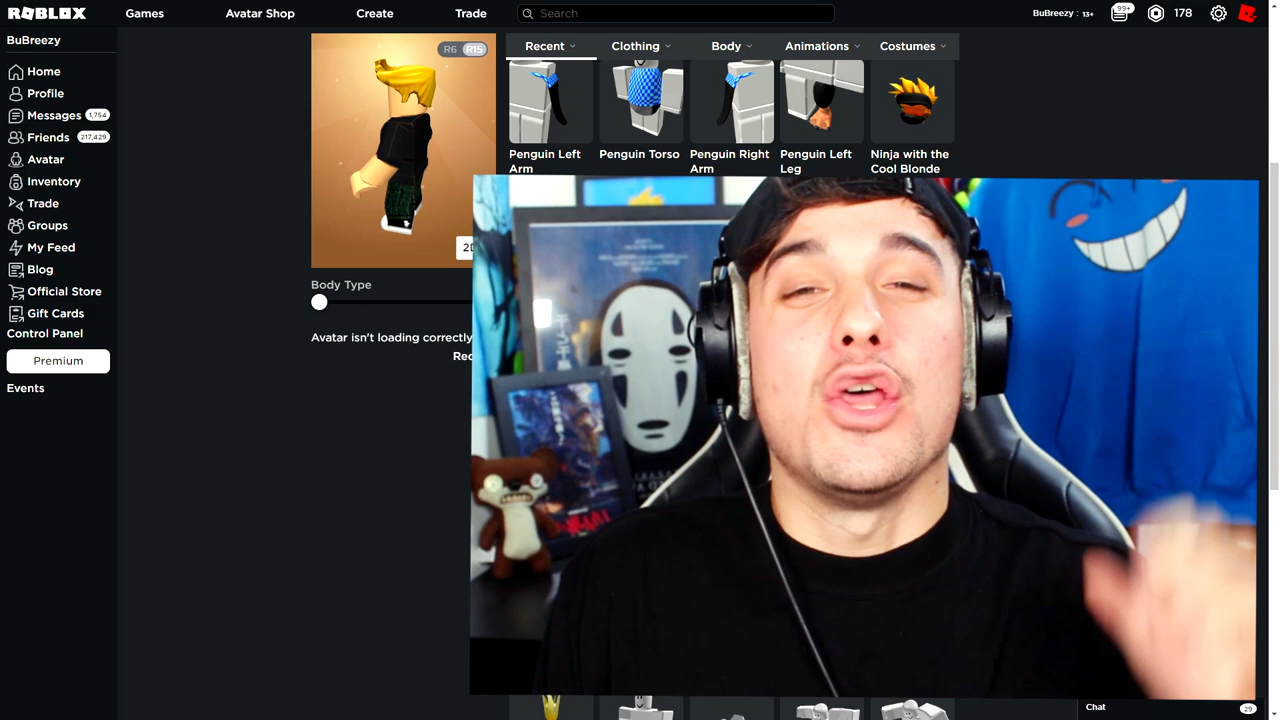 ROBLOX
Games
Avatar Shop
Create
Trade
Search
BuBreezy : 13+
99+
178
BuBreezy
Home
Profile
Messages 1,754
Friends 217,429
Avatar
Inventory
Trade
Groups
My Feed
Blog
Official Store
Gift Cards
Control Panel
Premium
Events
R6 R15
Body Type
Avatar isn't loading correctly
Recent
Clothing
Body
Animations
Costumes
Penguin Left
Arm
Penguin Torso
Penguin Right
Arm
Penguin Left
Leg
Ninja with the
Cool Blonde
Chat
29